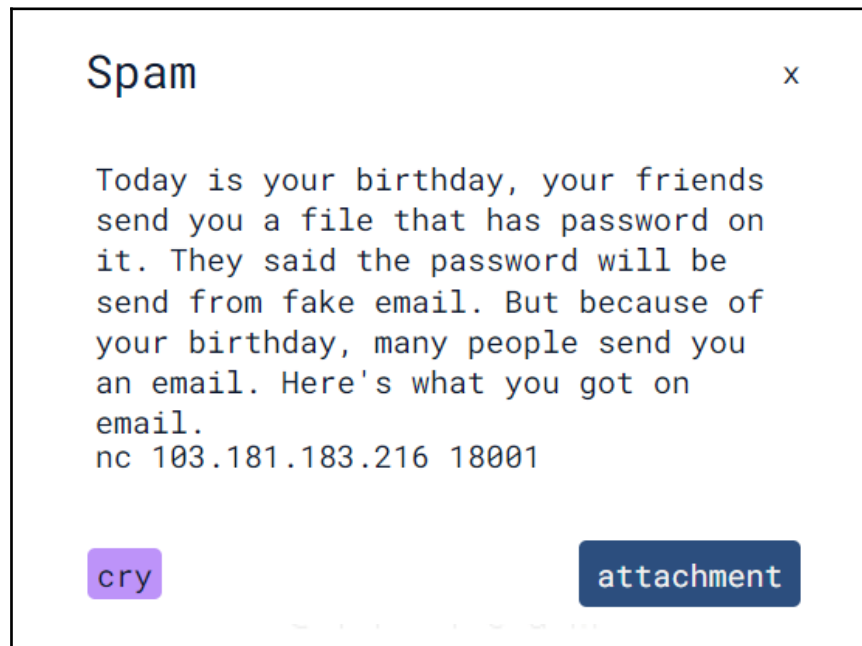 Spam x
Today is your birthday, your friends
send you a file that has password on
it. They said the password will be
send from fake email. But because of
your birthday, many people send you
an email. Here's what you got on
email.
nc 103.181.183.216 18001
cry attachment